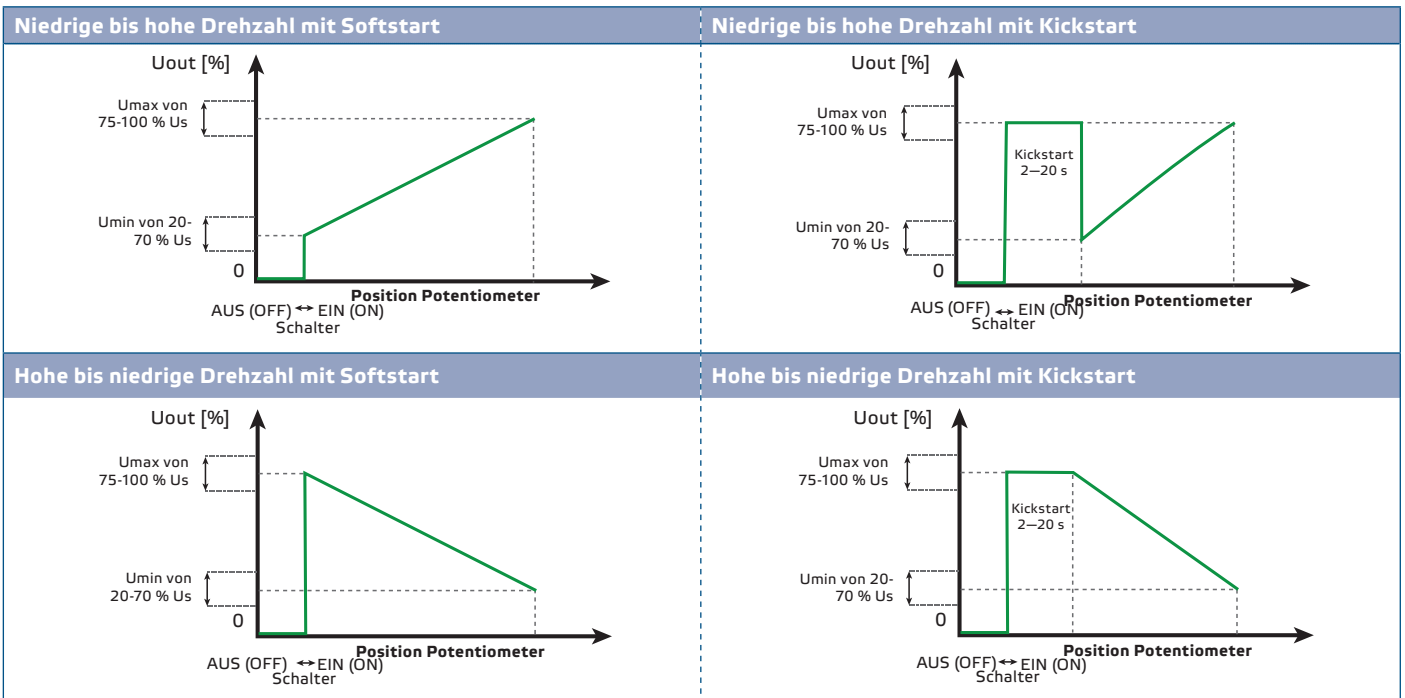 Niedrige bis hohe Drehzahl mit Softstart
Uout [%]
Umax von
75-100 % Us
Umin von 20-
70 % Us
0
Position Potentiometer
AUS (OFF) ↔ EIN (ON)
Schalter
Niedrige bis hohe Drehzahl mit Kickstart
Uout [%]
Umax von
75-100 % Us
Kickstart
2—20 s
Umin von 20-
70 % Us
0
Position Potentiometer
AUS (OFF) ↔ EIN (ON)
Schalter
Hohe bis niedrige Drehzahl mit Softstart
Uout [%]
Umax von
75-100 % Us
Umin von
20-70 % Us
0
Position Potentiometer
AUS (OFF) ↔ EIN (ON)
Schalter
Hohe bis niedrige Drehzahl mit Kickstart
Uout [%]
Umax von
75-100 % Us
Kickstart
2—20 s
Umin von 20-
70 % Us
0
Position Potentiometer
AUS (OFF) ↔ EIN (ON)
Schalter